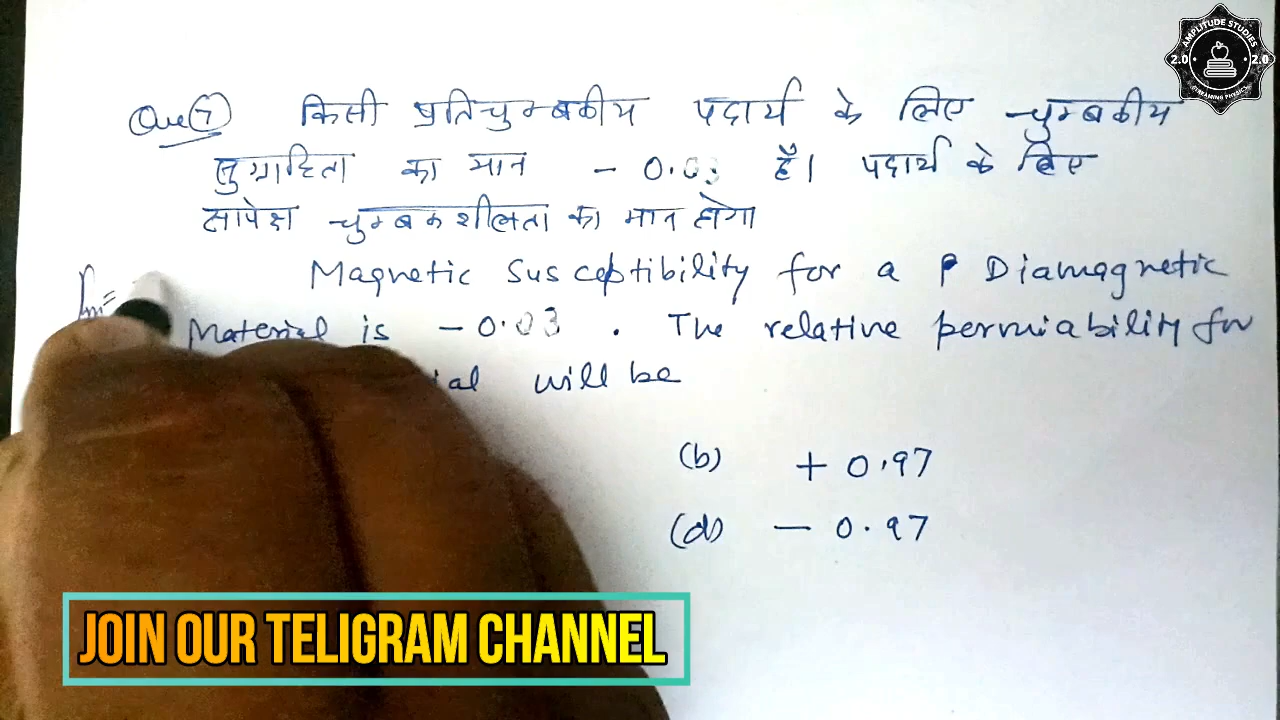 AMPLITUDE STUDIES
2.0 2.0
Que 7 किसी प्रतिचुम्बकीय पदार्थ के लिए चुम्बकीय
सुग्राहिता का मान - 0.03 है। पदार्थ के लिए
सापेक्ष चुम्बकशीलता का मान होगा
Magnetic Susceptibility for a Diamagnetic
Material is - 0.03 . The relative permiability for
will be
(b) + 0.97
(d) - 0.97
JOIN OUR TELIGRAM CHANNEL